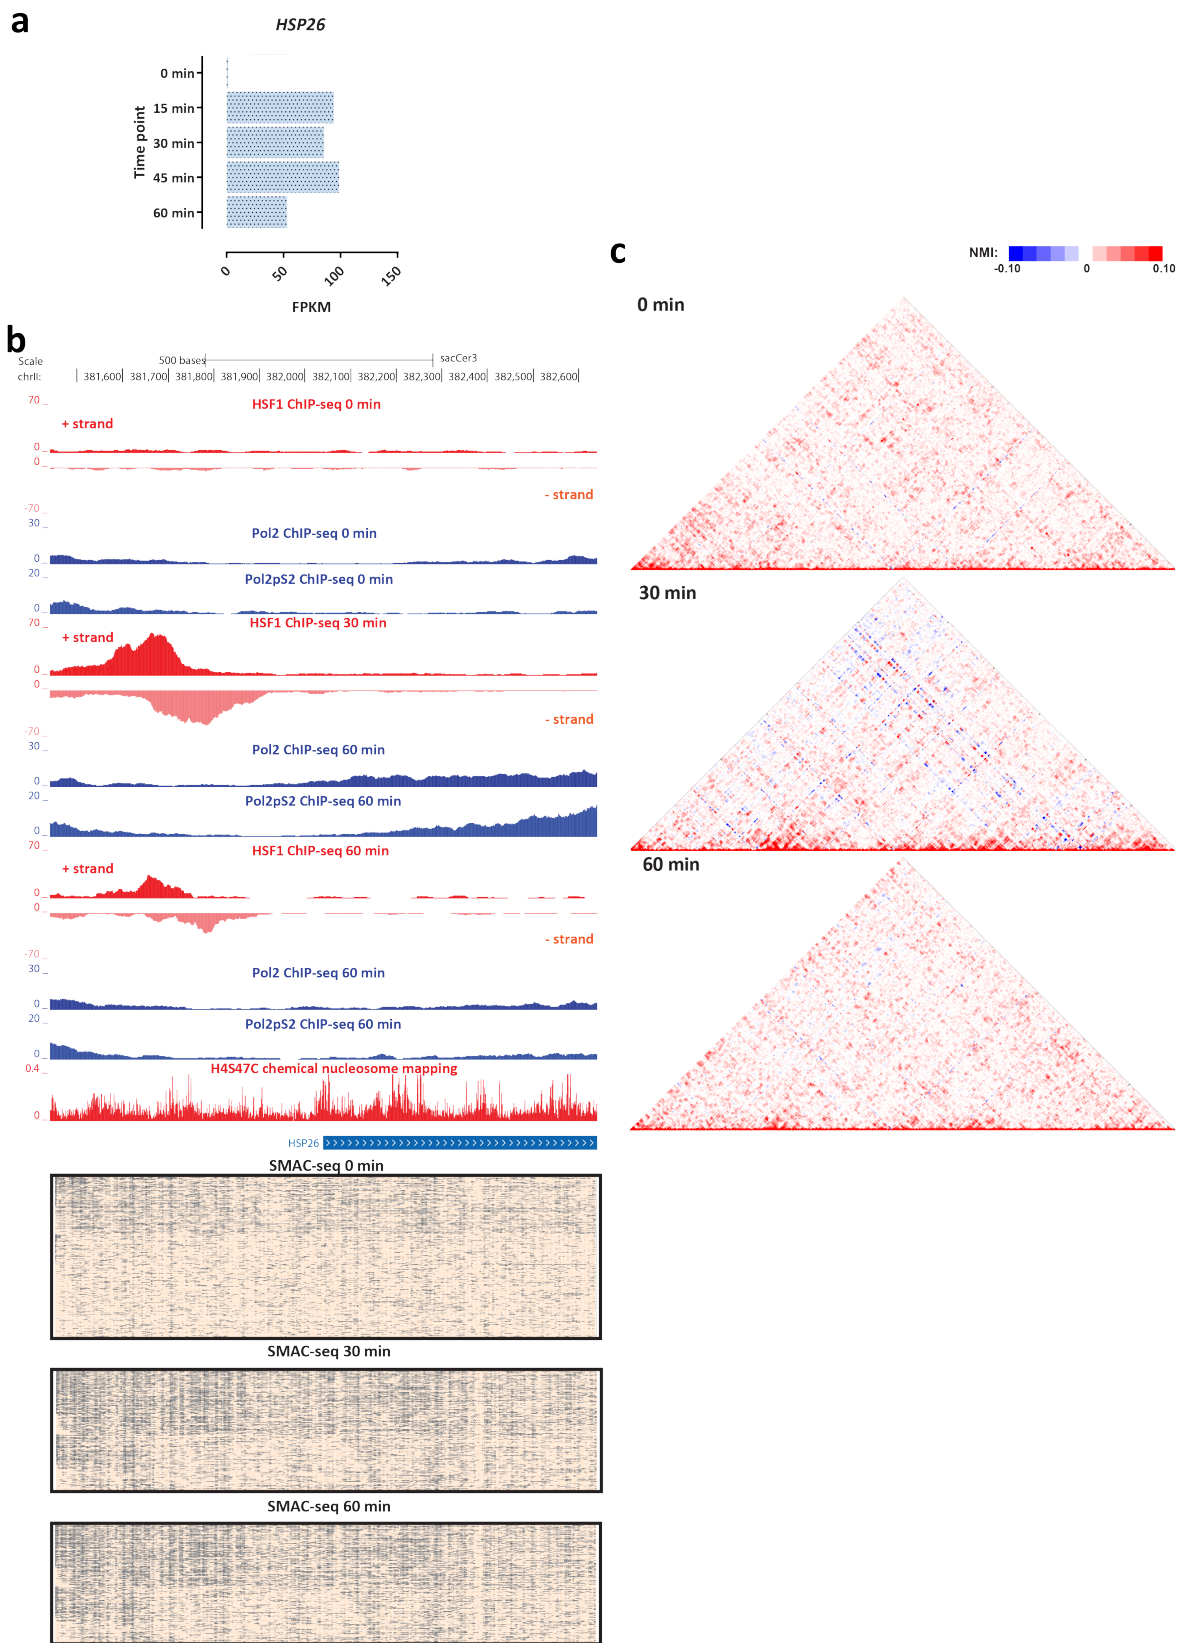 a
HSP26
0 min
15 min
30 min
45 min
60 min
Time point
0
50
100
150
FPKM
b
Scale
500 bases
sacCer3
chrII:
381,600
381,700
381,800
381,900
382,000
382,100
382,200
382,300
382,400
382,500
382,600
70
HSF1 ChIP-seq 0 min
+ strand
0
0
- strand
-70
30
Pol2 ChIP-seq 0 min
0
20
Pol2pS2 ChIP-seq 0 min
0
70
HSF1 ChIP-seq 30 min
+ strand
0
0
- strand
-70
30
Pol2 ChIP-seq 60 min
0
20
Pol2pS2 ChIP-seq 60 min
0
70
HSF1 ChIP-seq 60 min
+ strand
0
0
- strand
-70
30
Pol2 ChIP-seq 60 min
0
20
Pol2pS2 ChIP-seq 60 min
0
0.4
H4S47C chemical nucleosome mapping
0
HSP26
SMAC-seq 0 min
SMAC-seq 30 min
SMAC-seq 60 min
c
NMI:
-0.10
0
0.10
0 min
30 min
60 min